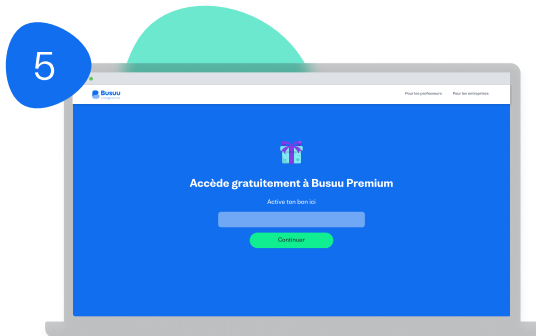 5
Busuu
Pour les professeurs Pour les entreprises
Accède gratuitement à Busuu Premium
Active ton bon ici
Continuer